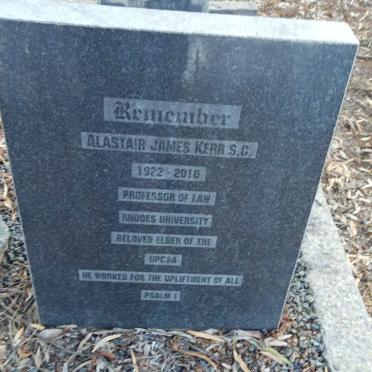 Remember
ALASTAIR JAMES KERR S.C.
1922 - 2010
PROFESSOR OF LAW
RHODES UNIVERSITY
BELOVED ELDER OF THE
UPCSA
HE WORKED FOR THE UPLIFTMENT OF ALL
PSALM 1